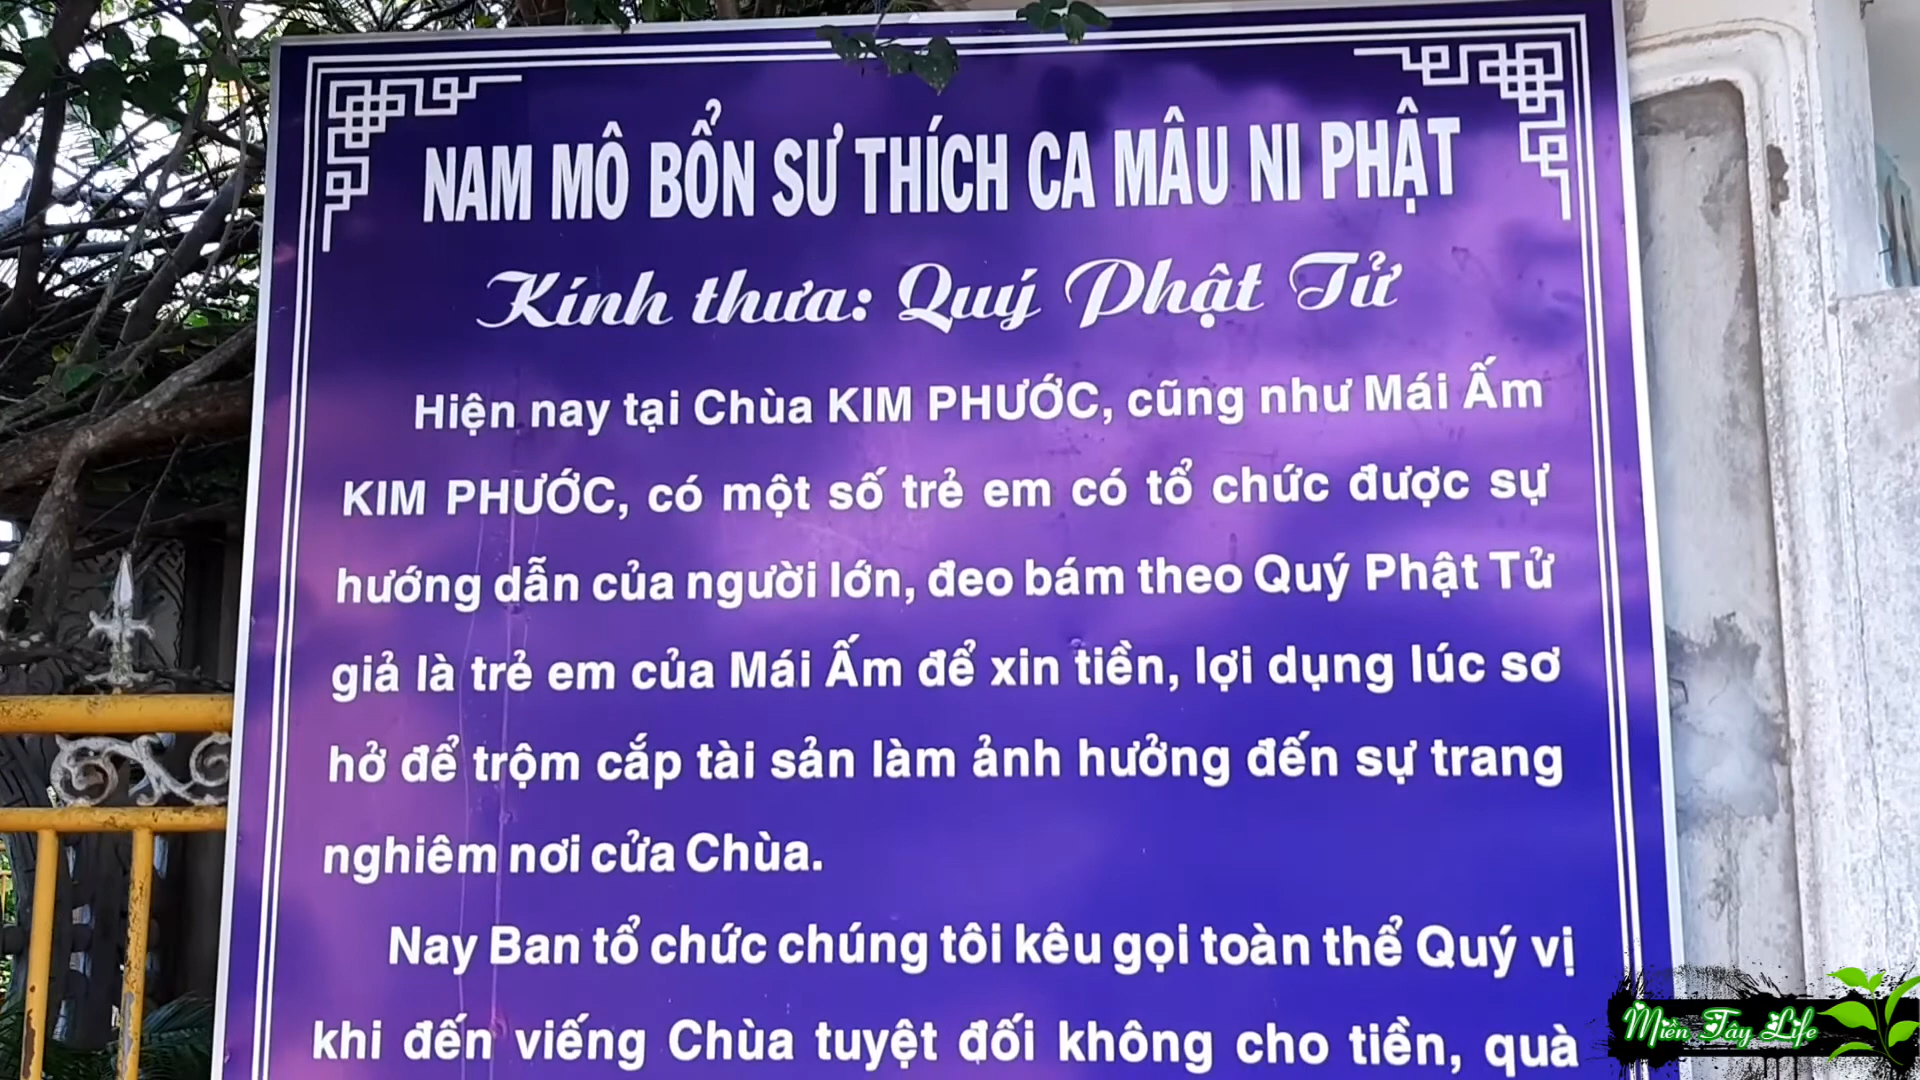 NAM MÔ BỔN SƯ THÍCH CA MÂU NI PHẬT
Kính thưa: Quý Phật Tử
Hiện nay tại Chùa KIM PHƯỚC, cũng như Mái Ấm
KIM PHƯỚC, có một số trẻ em có tổ chức được sự
hướng dẫn của người lớn, đeo bám theo Quý Phật Tử
giả là trẻ em của Mái Ấm để xin tiền, lợi dụng lúc sơ
hở để trộm cắp tài sản làm ảnh hưởng đến sự trang
nghiêm nơi cửa Chùa.
Nay Ban tổ chức chúng tôi kêu gọi toàn thể Quý vị
khi đến viếng Chùa tuyệt đối không cho tiền, quà
Miền Tây Life